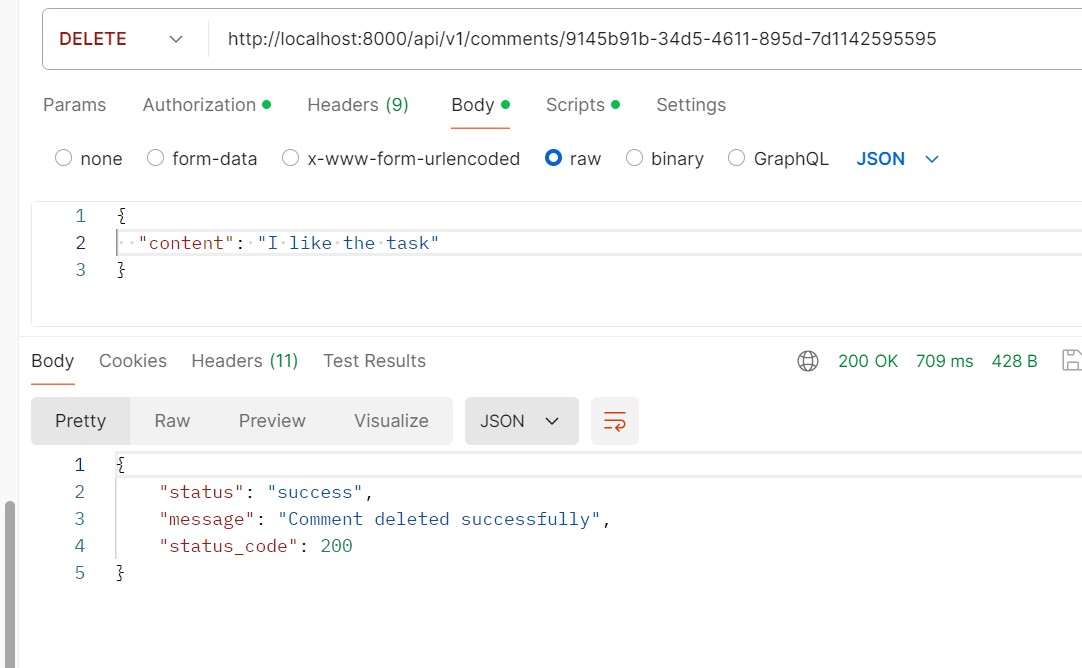 DELETE http://localhost:8000/api/v1/comments/9145b91b-34d5-4611-895d-7d1142595595
Params Authorization Headers (9) Body Scripts Settings
none form-data x-www-form-urlencoded raw binary GraphQL JSON
1 {
2 "content": "I like the task"
3 }
Body Cookies Headers (11) Test Results 200 OK 709 ms 428 B
Pretty Raw Preview Visualize JSON
1 {
2 "status": "success",
3 "message": "Comment deleted successfully",
4 "status_code": 200
5 }